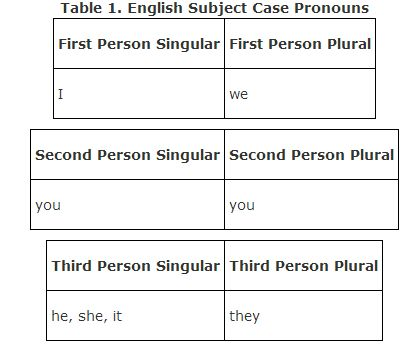 Table 1. English Subject Case Pronouns
First Person Singular First Person Plural
I we
Second Person Singular Second Person Plural
you you
Third Person Singular Third Person Plural
he, she, it they